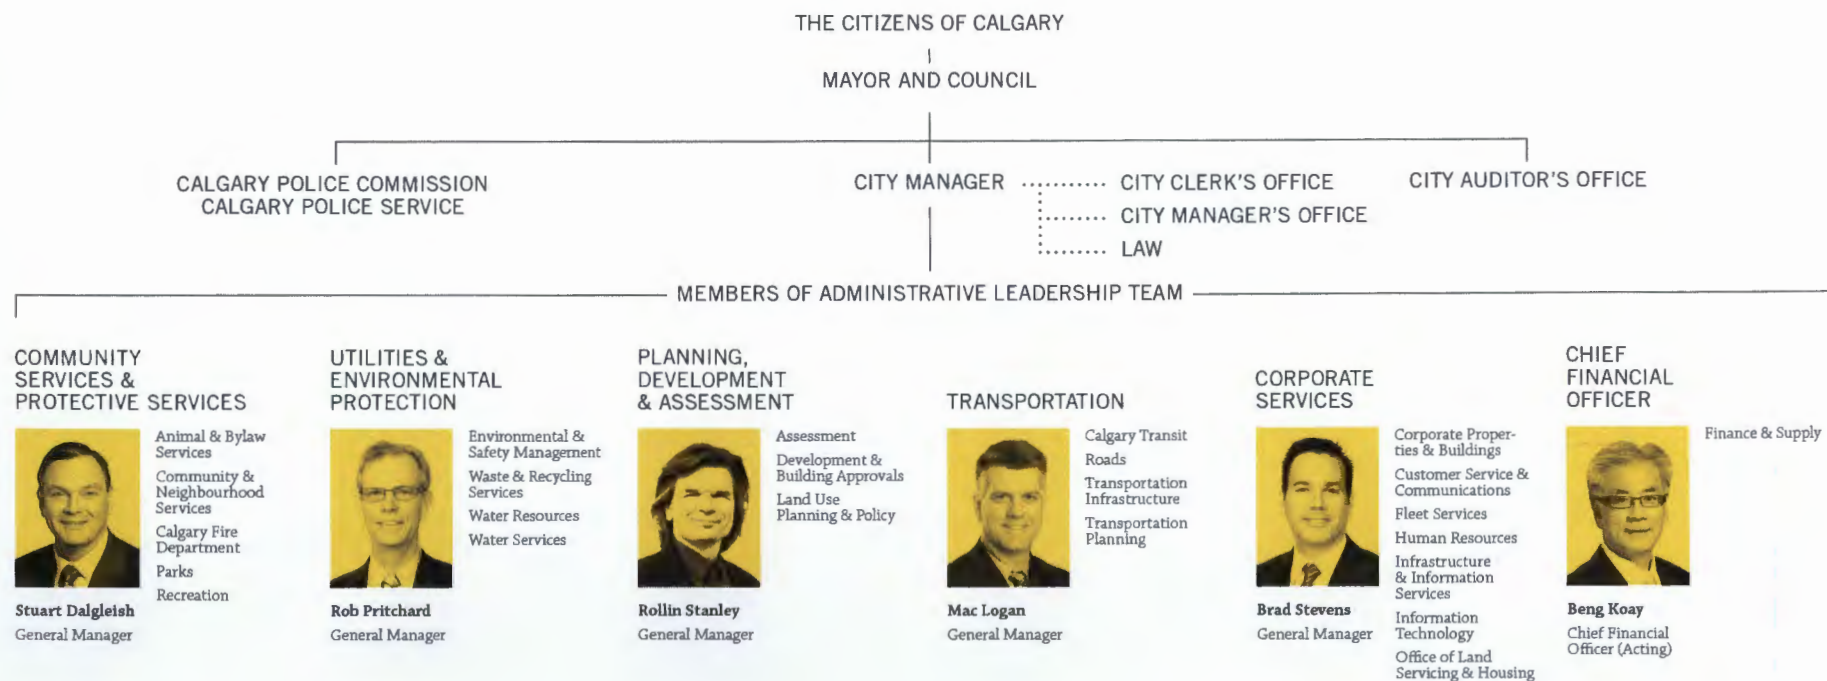 THE CITIZENS OF CALGARY
MAYOR AND COUNCIL
CALGARY POLICE COMMISSION
CALGARY POLICE SERVICE
CITY MANAGER
CITY CLERK'S OFFICE
CITY MANAGER'S OFFICE
LAW
CITY AUDITOR'S OFFICE
MEMBERS OF ADMINISTRATIVE LEADERSHIP TEAM
COMMUNITY
SERVICES &
PROTECTIVE SERVICES
Animal & Bylaw
Services
Community &
Neighbourhood
Services
Calgary Fire
Department
Parks
Recreation
Stuart Dalgleish
General Manager
UTILITIES &
ENVIRONMENTAL
PROTECTION
Environmental &
Safety Management
Waste & Recycling
Services
Water Resources
Water Services
Rob Pritchard
General Manager
PLANNING,
DEVELOPMENT
& ASSESSMENT
Assessment
Development &
Building Approvals
Land Use
Planning & Policy
Rollin Stanley
General Manager
TRANSPORTATION
Calgary Transit
Roads
Transportation
Infrastructure
Transportation
Planning
Mac Logan
General Manager
CORPORATE
SERVICES
Corporate Proper-
ties & Buildings
Customer Service &
Communications
Fleet Services
Human Resources
Infrastructure
& Information
Services
Information
Technology
Office of Land
Servicing & Housing
Brad Stevens
General Manager
CHIEF
FINANCIAL
OFFICER
Finance & Supply
Beng Koay
Chief Financial
Officer (Acting)